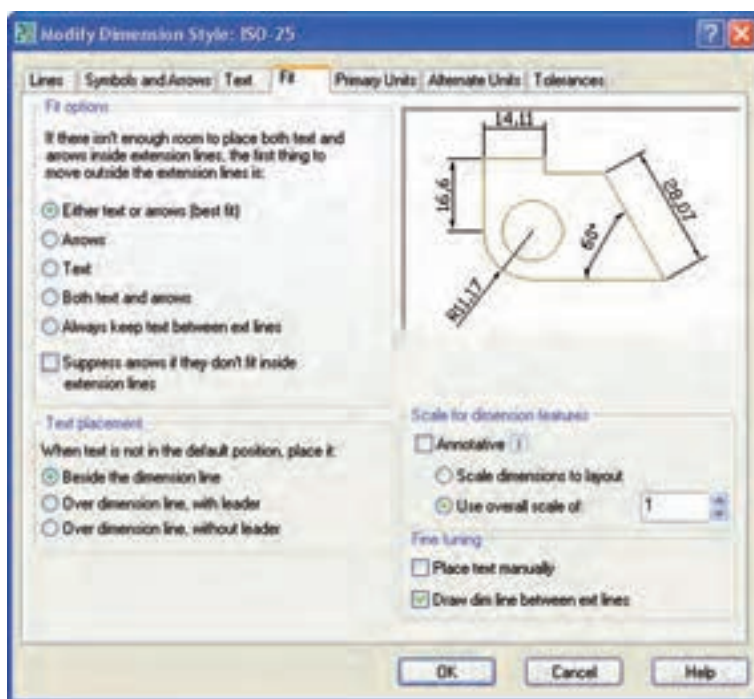 Modify Dimension Style: ISO-25
Lines Symbols and Arrows Text Fit Primary Units Alternate Units Tolerances
Fit options
If there isn't enough room to place both text and
arrows inside extension lines, the first thing to
move outside the extension lines is:
Either text or arrows (best fit)
Arrows
Text
Both text and arrows
Always keep text between ext lines
Suppress arrows if they don't fit inside
extension lines
Text placement
When text is not in the default position, place it:
Beside the dimension line
Over dimension line, with leader
Over dimension line, without leader
14,11
16,6
28,07
60°
R11,17
Scale for dimension features
Annotative
Scale dimensions to layout
Use overall scale of: 1
Fine tuning
Place text manually
Draw dim line between ext lines
OK Cancel Help